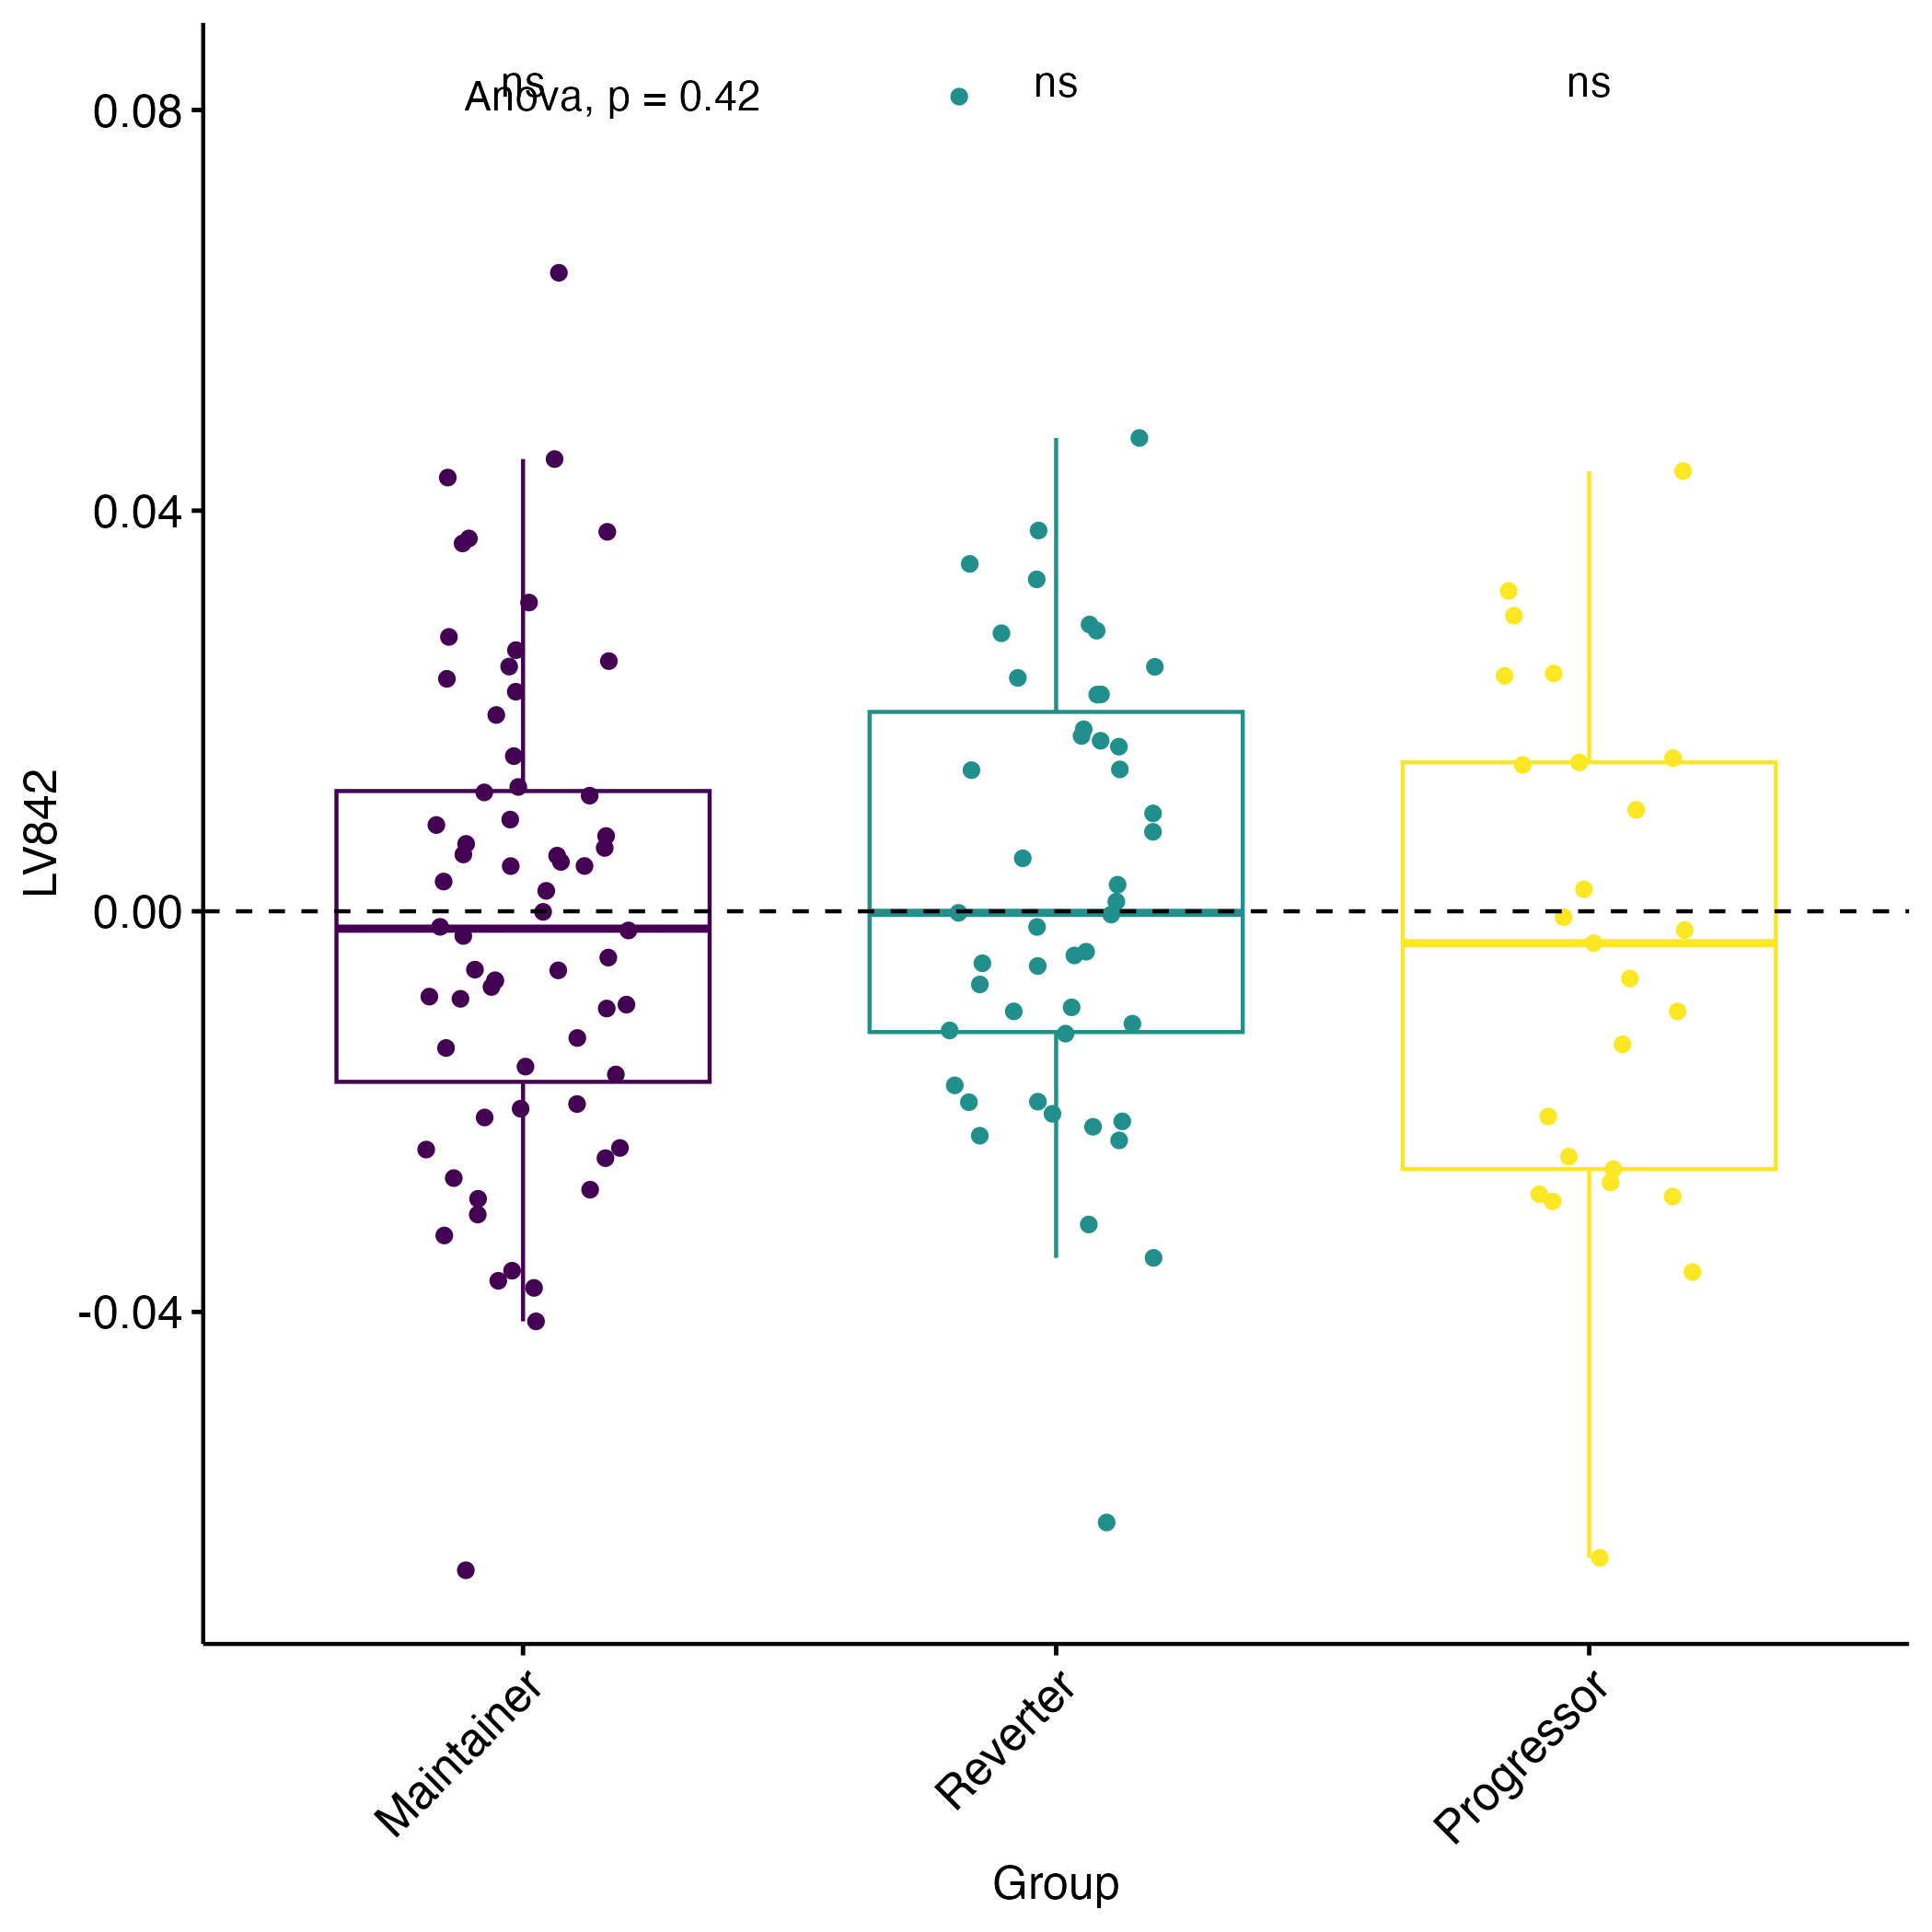 ns
ns
ns
Anova, p = 0.42
0.08
0.04
0.00
-0.04
LV842
Maintainer
Reverter
Progressor
Group